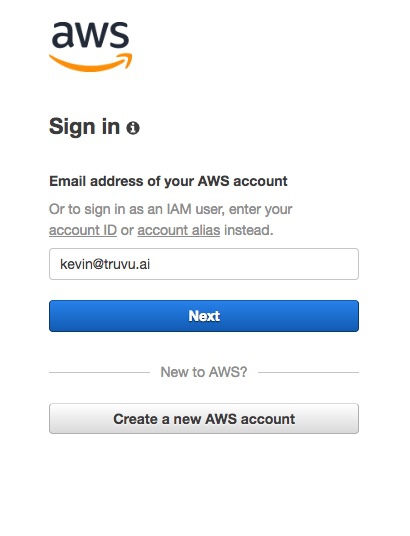 aws
Sign in
Email address of your AWS account
Or to sign in as an IAM user, enter your
account ID or account alias instead.
kevin@truvu.ai
Next
New to AWS?
Create a new AWS account